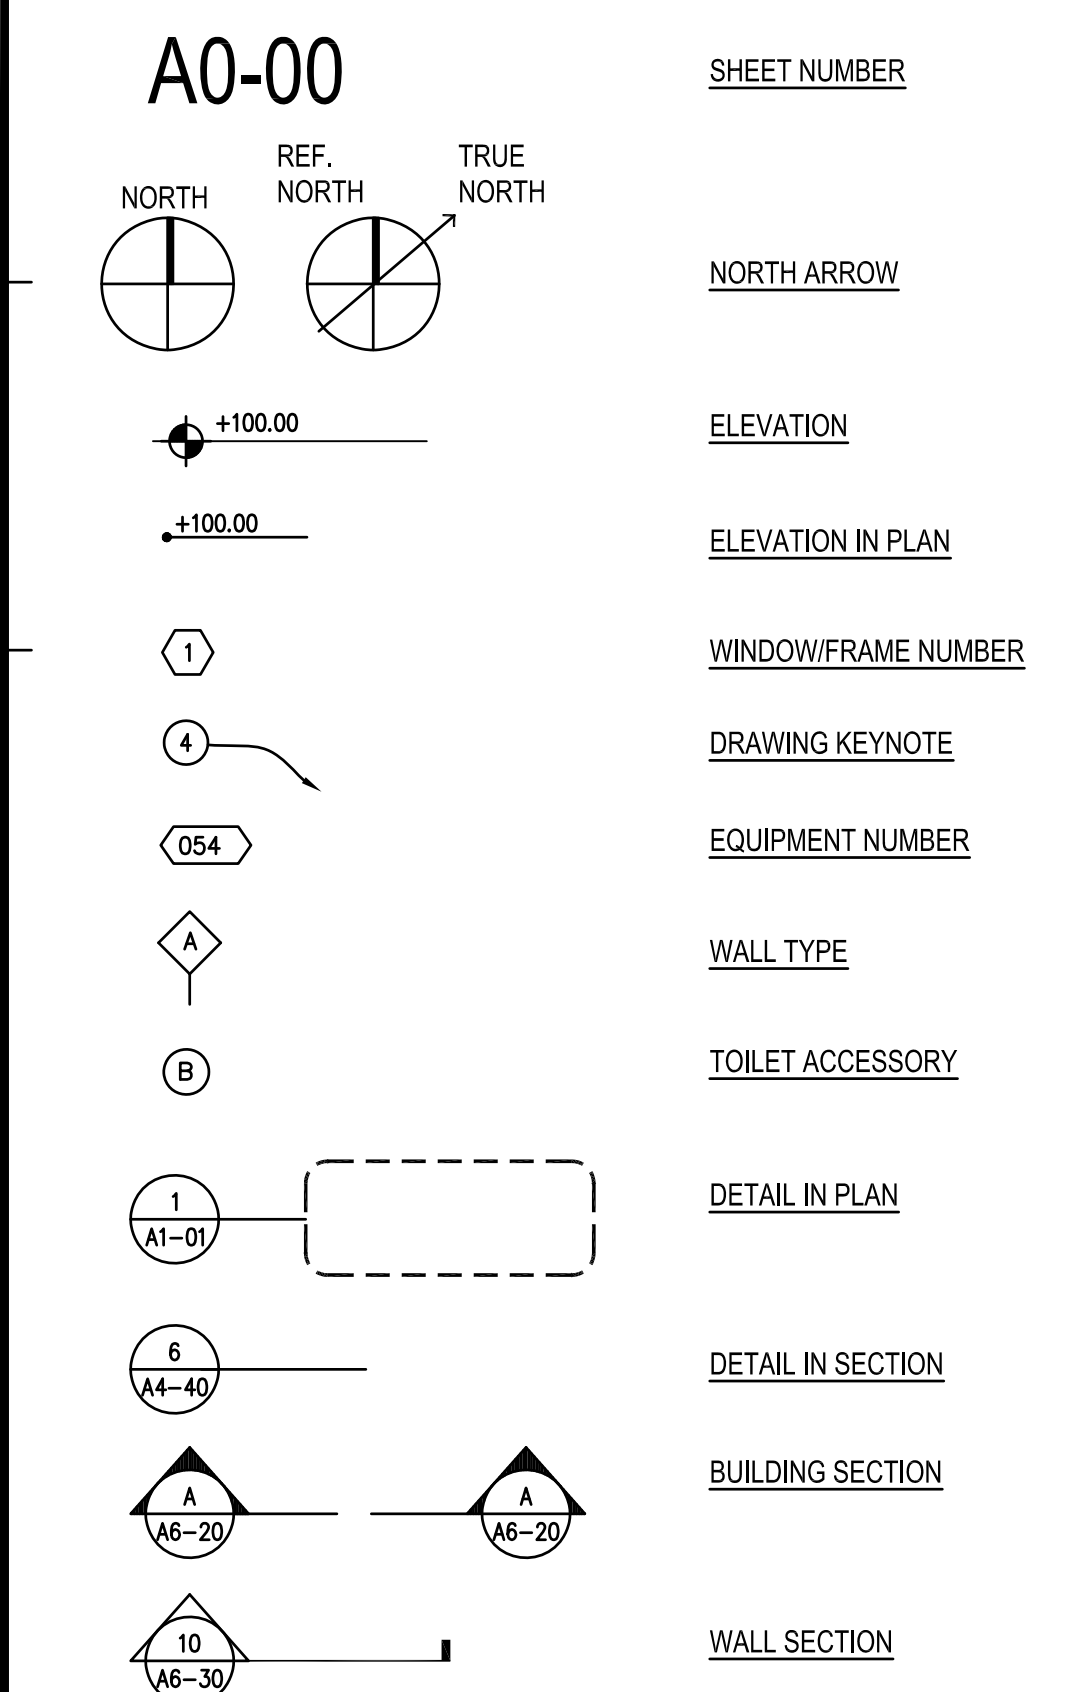 A0-00
SHEET NUMBER
NORTH
REF.
NORTH
TRUE
NORTH
NORTH ARROW
+100.00
ELEVATION
+100.00
ELEVATION IN PLAN
1
WINDOW/FRAME NUMBER
4
DRAWING KEYNOTE
054
EQUIPMENT NUMBER
A
WALL TYPE
B
TOILET ACCESSORY
1
A1-01
DETAIL IN PLAN
6
A4-40
DETAIL IN SECTION
A
A6-20
A
A6-20
BUILDING SECTION
10
A6-30
WALL SECTION